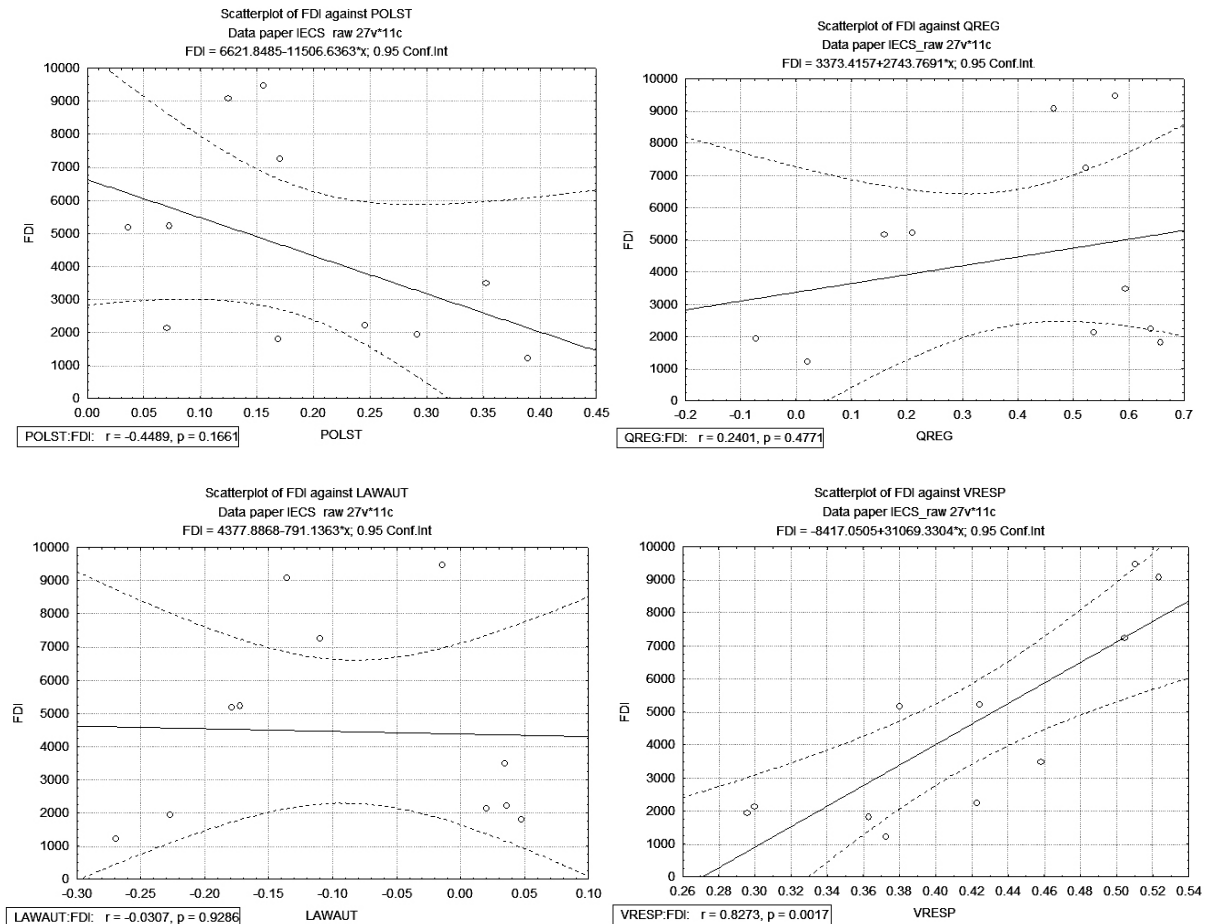 Scatterplot of FDI against POLST
Data paper IECS_raw 27v*11c
FDI = 6621.8485-11506.6363*x; 0.95 Conf.Int
10000
9000
8000
7000
6000
5000
4000
3000
2000
1000
0
FDI
0.00 0.05 0.10 0.15 0.20 0.25 0.30 0.35 0.40 0.45
POLST:FDI: r = -0.4489, p = 0.1661
POLST
Scatterplot of FDI against QREG
Data paper IECS_raw 27v*11c
FDI = 3373.4157+2743.7691*x; 0.95 Conf.Int.
10000
9000
8000
7000
6000
5000
4000
3000
2000
1000
0
FDI
-0.2 -0.1 0.0 0.1 0.2 0.3 0.4 0.5 0.6 0.7
QREG:FDI: r = 0.2401, p = 0.4771
QREG
Scatterplot of FDI against LAWAUT
Data paper IECS_raw 27v*11c
FDI = 4377.8868-791.1363*x; 0.95 Conf.Int
10000
9000
8000
7000
6000
5000
4000
3000
2000
1000
0
FDI
-0.30 -0.25 -0.20 -0.15 -0.10 -0.05 0.00 0.05 0.10
LAWAUT:FDI: r = -0.0307, p = 0.9286
LAWAUT
Scatterplot of FDI against VRESP
Data paper IECS_raw 27v*11c
FDI = -8417.0505+31069.3304*x; 0.95 Conf.Int
10000
9000
8000
7000
6000
5000
4000
3000
2000
1000
0
FDI
0.26 0.28 0.30 0.32 0.34 0.36 0.38 0.40 0.42 0.44 0.46 0.48 0.50 0.52 0.54
VRESP:FDI: r = 0.8273, p = 0.0017
VRESP